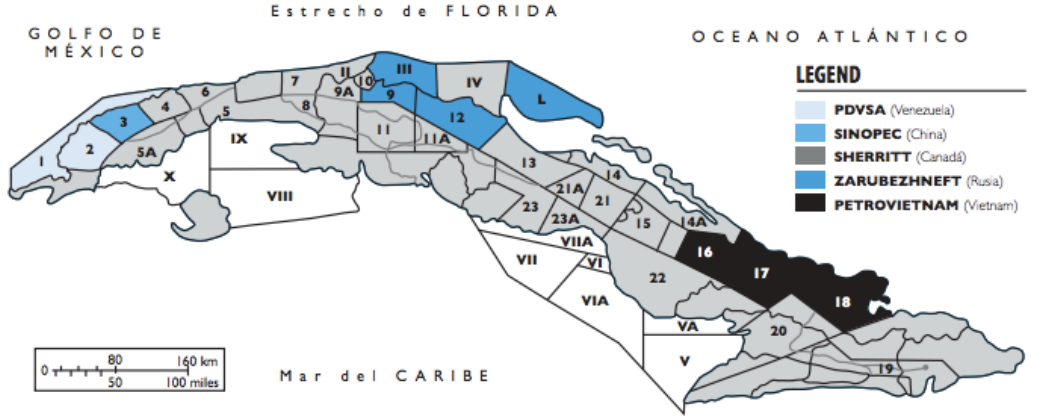 Estrecho de FLORIDA
GOLFO DE
MÉXICO
OCEANO ATLÁNTICO
LEGEND
PDVSA (Venezuela)
SINOPEC (China)
SHERRITT (Canadá)
ZARUBEZHNEFT (Rusia)
PETROVIETNAM (Vietnam)
II
III
IV
L
6
7
10
9A
9
4
3
5
8
12
1
2
5A
IX
11
11A
X
VIII
13
14
21A
21
23
23A
15
14A
VIIA
VII
VI
16
17
22
VIA
18
VA
20
V
19
0
80
160 km
50
100 miles
Mar del CARIBE